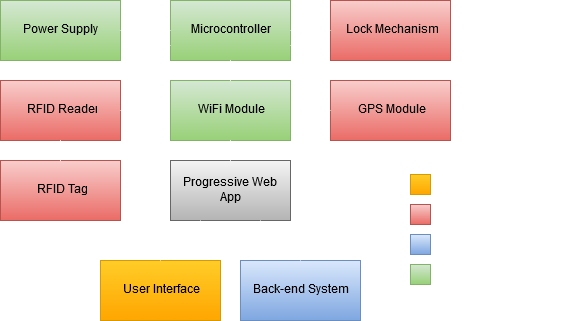 Power Supply
Microcontroller
Lock Mechanism
RFID Reader
WiFi Module
GPS Module
RFID Tag
Progressive Web
App
User Interface
Back-end System